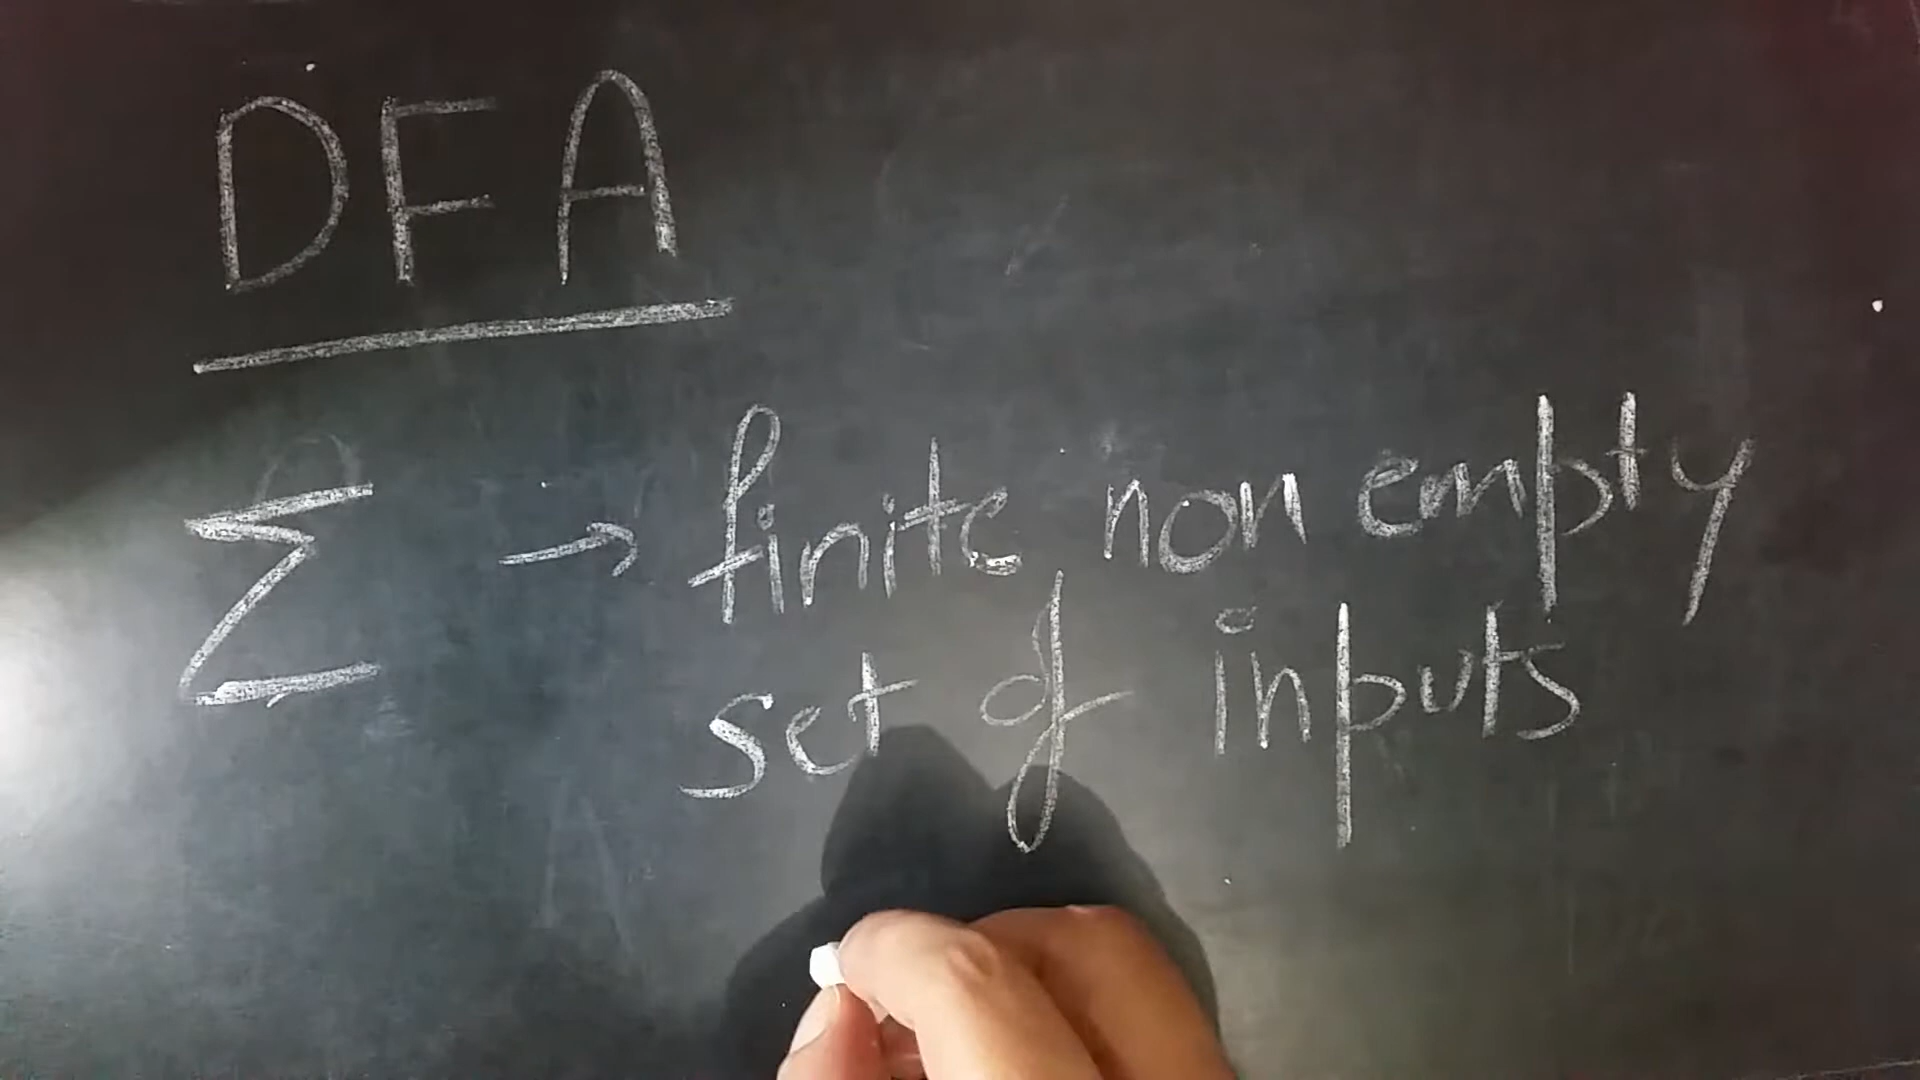 DFA
Σ → finite non empty
set of inputs